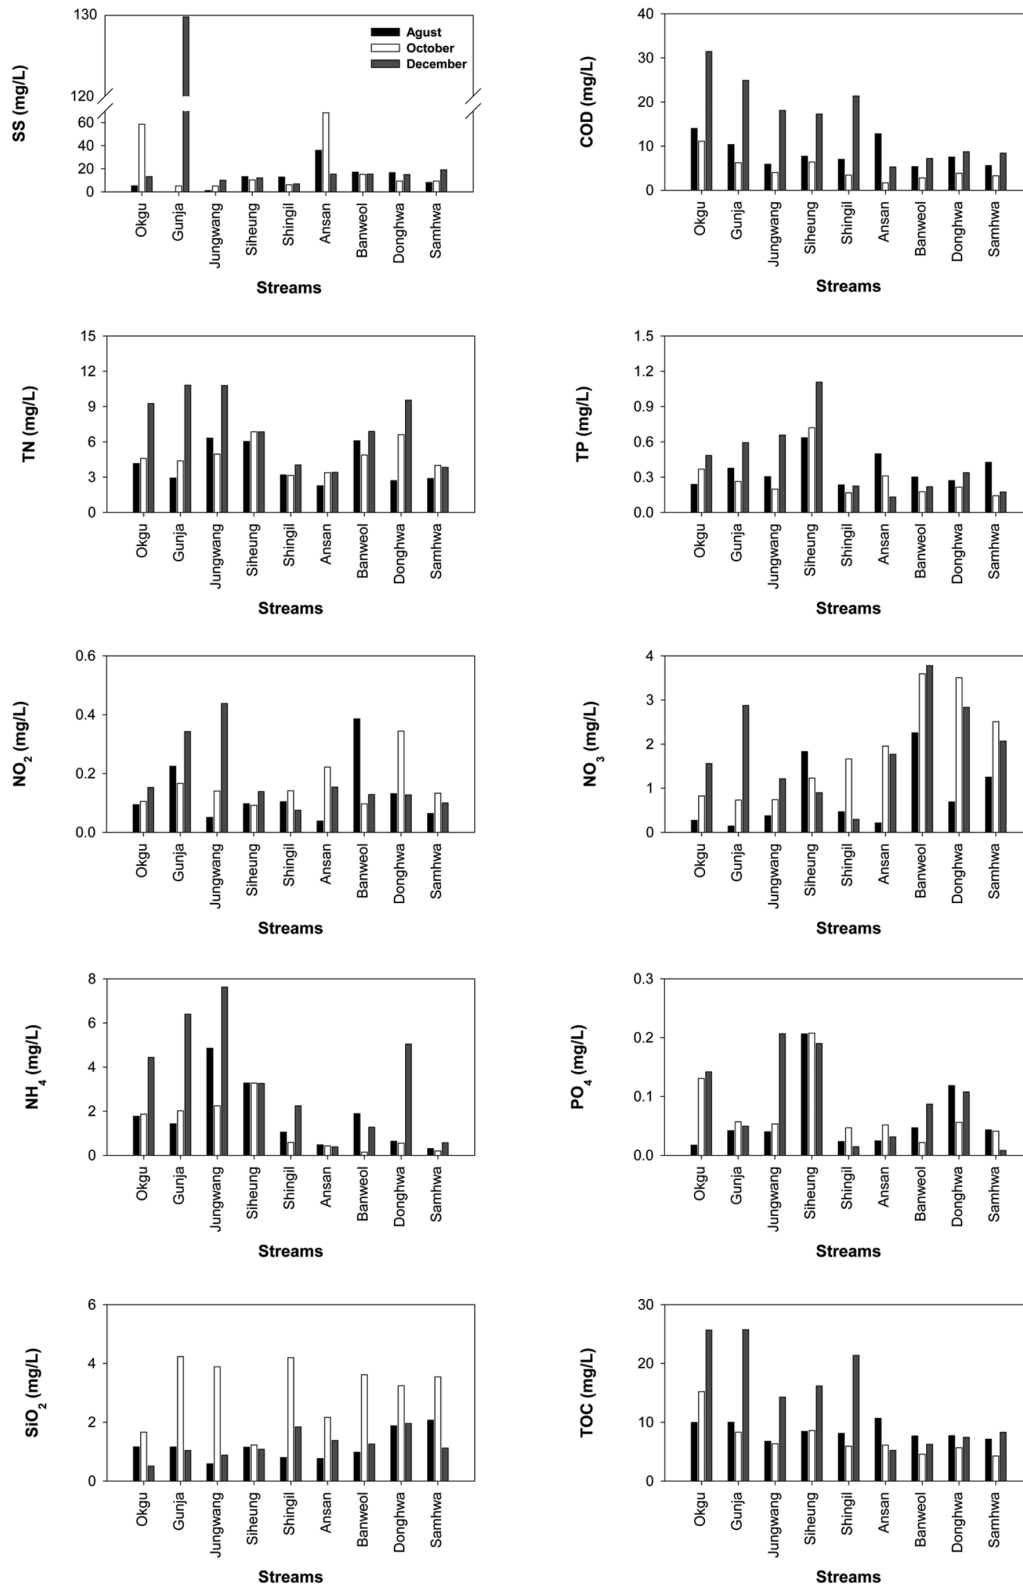 130
120
60
40
20
0
SS (mg/L)
Agust
October
December
Okgu
Gunja
Jungwang
Siheung
Shingil
Ansan
Banweol
Donghwa
Samhwa
Streams
40
30
20
10
0
COD (mg/L)
Okgu
Gunja
Jungwang
Siheung
Shingil
Ansan
Banweol
Donghwa
Samhwa
Streams
15
12
9
6
3
0
TN (mg/L)
Okgu
Gunja
Jungwang
Siheung
Shingil
Ansan
Banweol
Donghwa
Samhwa
Streams
1.5
1.2
0.9
0.6
0.3
0.0
TP (mg/L)
Okgu
Gunja
Jungwang
Siheung
Shingil
Ansan
Banweol
Donghwa
Samhwa
Streams
0.6
0.4
0.2
0.0
NO₂ (mg/L)
Okgu
Gunja
Jungwang
Siheung
Shingil
Ansan
Banweol
Donghwa
Samhwa
Streams
4
3
2
1
0
NO₃ (mg/L)
Okgu
Gunja
Jungwang
Siheung
Shingil
Ansan
Banweol
Donghwa
Samhwa
Streams
8
6
4
2
0
NH₄ (mg/L)
Okgu
Gunja
Jungwang
Siheung
Shingil
Ansan
Banweol
Donghwa
Samhwa
Streams
0.3
0.2
0.1
0.0
PO₄ (mg/L)
Okgu
Gunja
Jungwang
Siheung
Shingil
Ansan
Banweol
Donghwa
Samhwa
Streams
6
4
2
0
SiO₂ (mg/L)
Okgu
Gunja
Jungwang
Siheung
Shingil
Ansan
Banweol
Donghwa
Samhwa
Streams
30
20
10
0
TOC (mg/L)
Okgu
Gunja
Jungwang
Siheung
Shingil
Ansan
Banweol
Donghwa
Samhwa
Streams